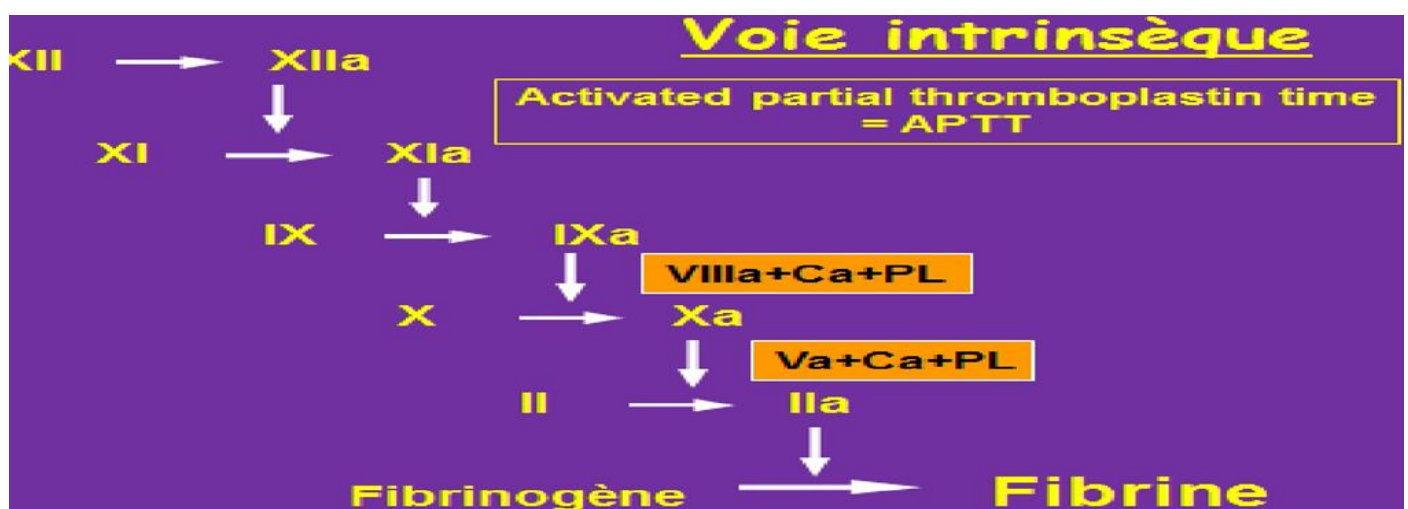 Voie intrinsèque
XII XIIa
Activated partial thromboplastin time
= APTT
XI XIa
IX IXa
VIIIa+Ca+PL
X Xa
Va+Ca+PL
II IIa
Fibrinogène Fibrine